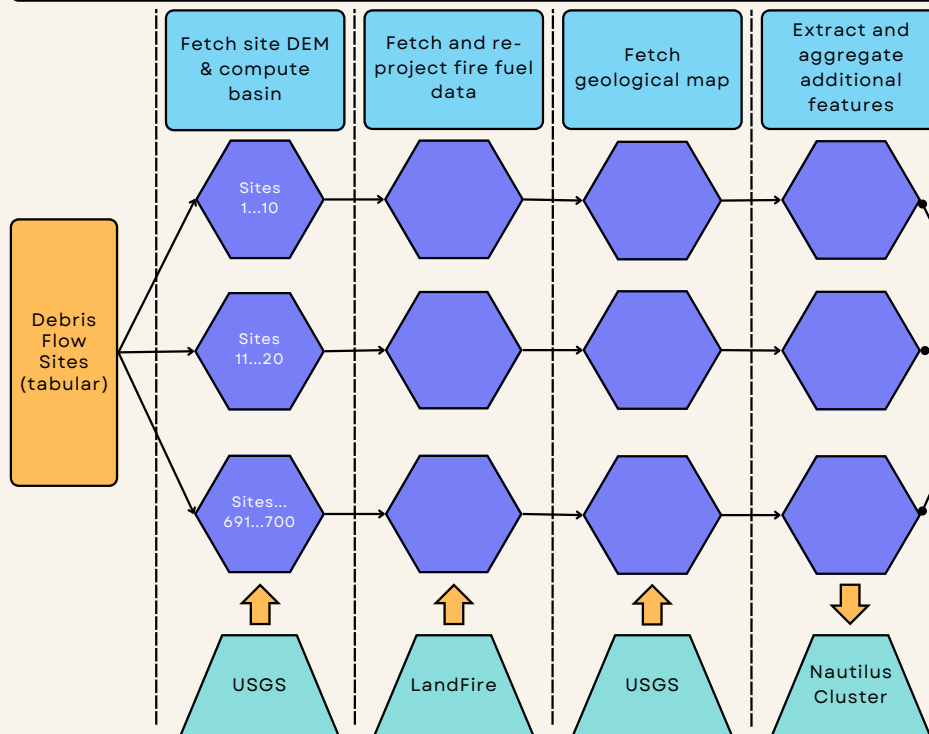 Fetch site DEM
& compute
basin
Fetch and re-
project fire fuel
data
Fetch
geological map
Extract and
aggregate
additional
features
Debris
Flow
Sites
(tabular)
Sites
1...10
Sites
11...20
Sites...
691...700
USGS
LandFire
USGS
Nautilus
Cluster